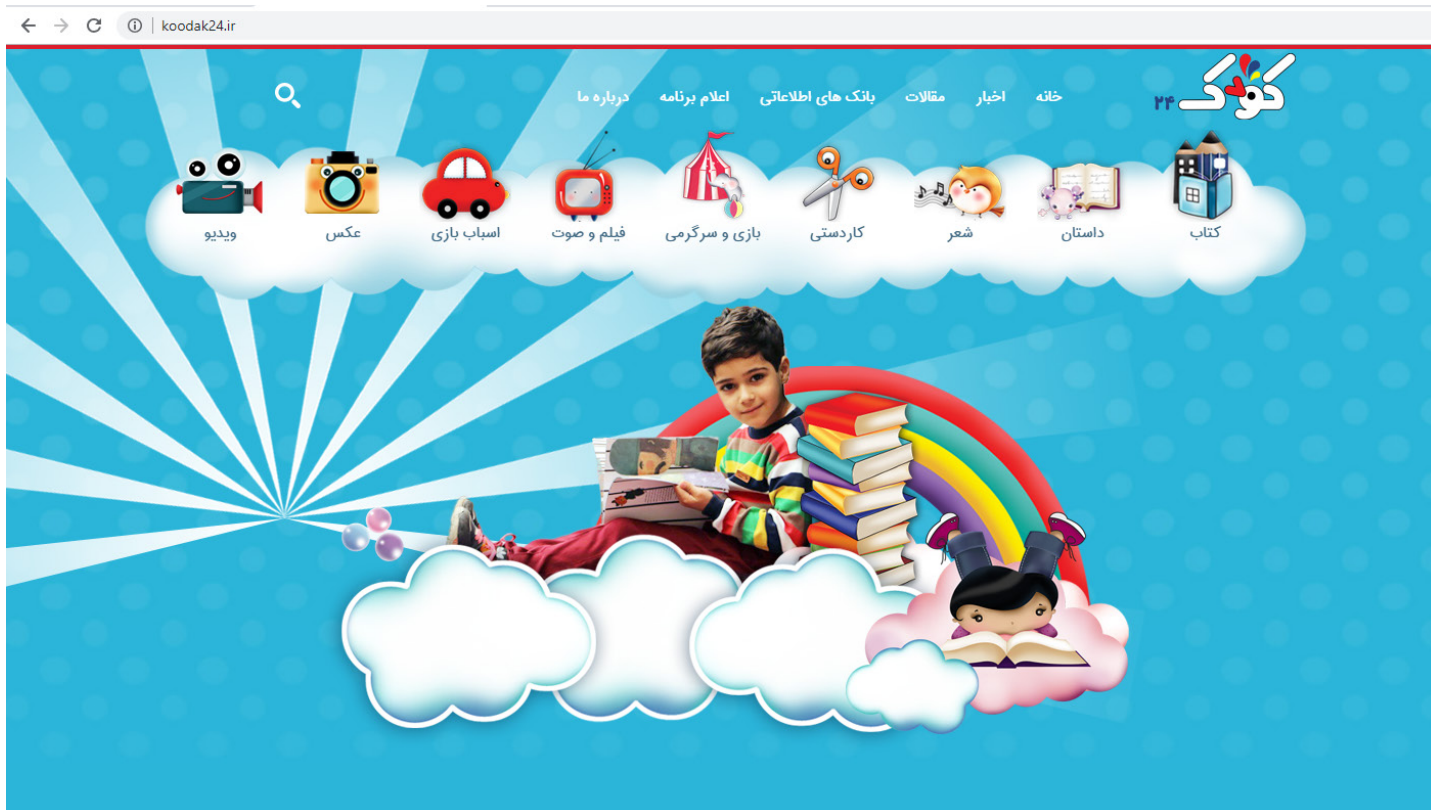 koodak24.ir
کودک ۲۴
خانه اخبار مقالات بانک های اطلاعاتی اعلام برنامه درباره ما
کتاب داستان شعر کاردستی بازی و سرگرمی فیلم و صوت اسباب بازی عکس ویدیو